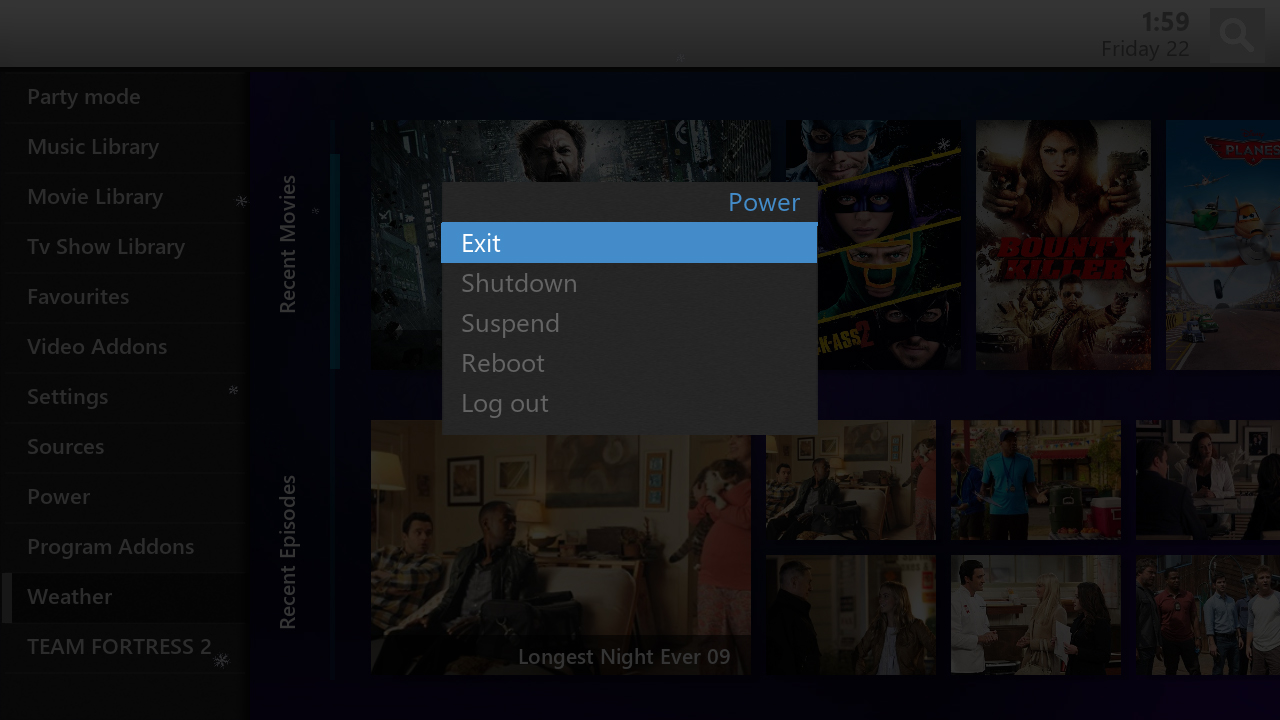 1:59
Friday 22
Party mode
Music Library
Movie Library
Tv Show Library
Favourites
Video Addons
Settings
Sources
Power
Program Addons
Weather
TEAM FORTRESS 2
Recent Movies
Recent Episodes
Power
Exit
Shutdown
Suspend
Reboot
Log out
BOUNTY
KILLER
PLANES
CK-ASS 2
Longest Night Ever 09